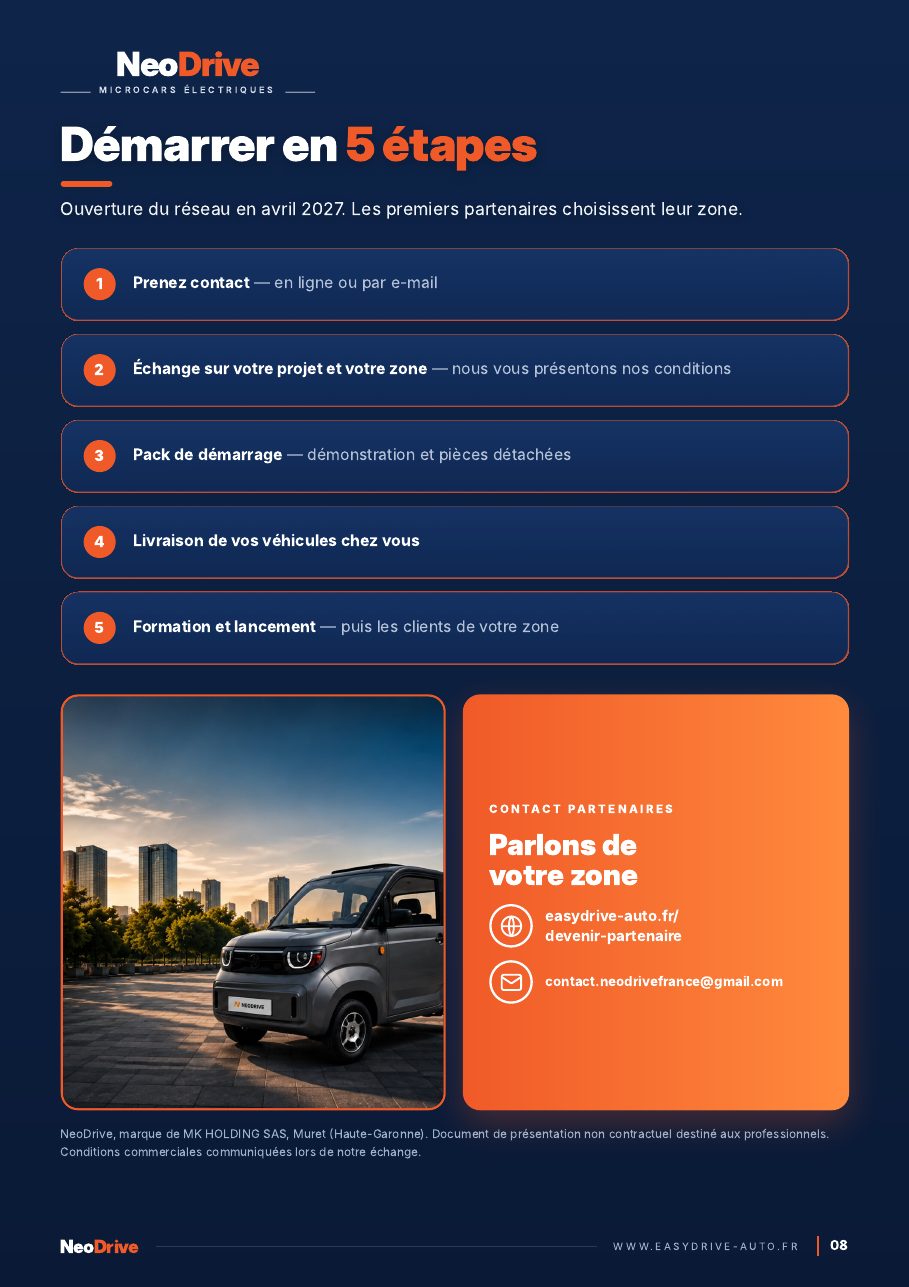 NeoDrive
MICROCARS ÉLECTRIQUES
Démarrer en 5 étapes
Ouverture du réseau en avril 2027. Les premiers partenaires choisissent leur zone.
1 Prenez contact — en ligne ou par e-mail
2 Échange sur votre projet et votre zone — nous vous présentons nos conditions
3 Pack de démarrage — démonstration et pièces détachées
4 Livraison de vos véhicules chez vous
5 Formation et lancement — puis les clients de votre zone
NEODRIVE
CONTACT PARTENAIRES
Parlons de
votre zone
easydrive-auto.fr/
devenir-partenaire
contact.neodrivefrance@gmail.com
NeoDrive, marque de MK HOLDING SAS, Muret (Haute-Garonne). Document de présentation non contractuel destiné aux professionnels.
Conditions commerciales communiquées lors de notre échange.
NeoDrive WWW.EASYDRIVE-AUTO.FR 08